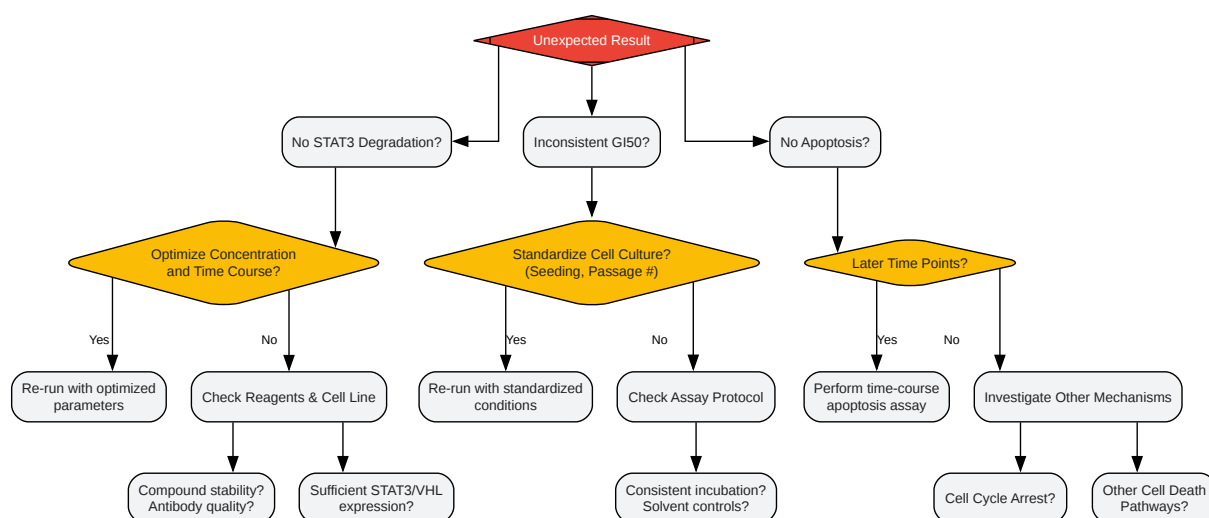 Unexpected Result
No STAT3 Degradation?
Inconsistent GI50?
No Apoptosis?
Optimize Concentration
and Time Course?
Standardize Cell Culture?
(Seeding, Passage #)
Later Time Points?
Yes
No
Yes
No
Yes
No
Re-run with optimized
parameters
Check Reagents & Cell Line
Re-run with standardized
conditions
Check Assay Protocol
Perform time-course
apoptosis assay
Investigate Other Mechanisms
Compound stability?
Antibody quality?
Sufficient STAT3/VHL
expression?
Consistent incubation?
Solvent controls?
Cell Cycle Arrest?
Other Cell Death
Pathways?